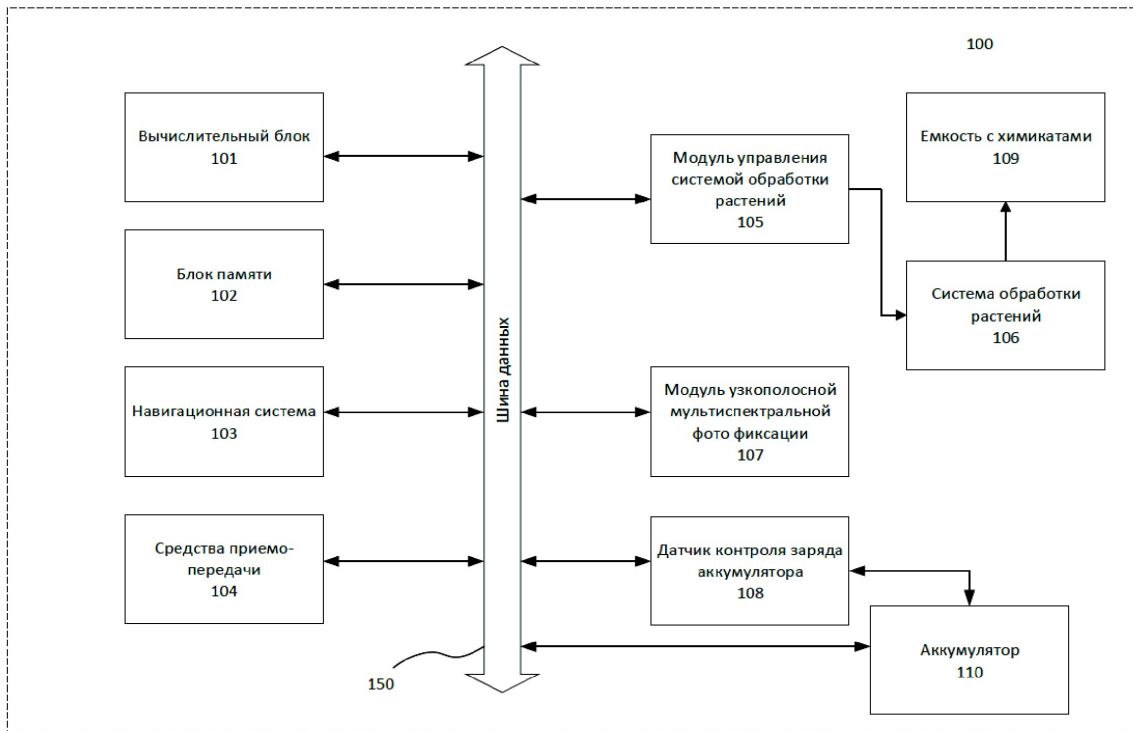 100
Вычислительный блок
101
Блок памяти
102
Навигационная система
103
Средства приемо-
передачи
104
150
Шина данных
Модуль управления
системой обработки
растений
105
Емкость с химикатами
109
Система обработки
растений
106
Модуль узкополосной
мультиспектральной
фото фиксации
107
Датчик контроля заряда
аккумулятора
108
Аккумулятор
110